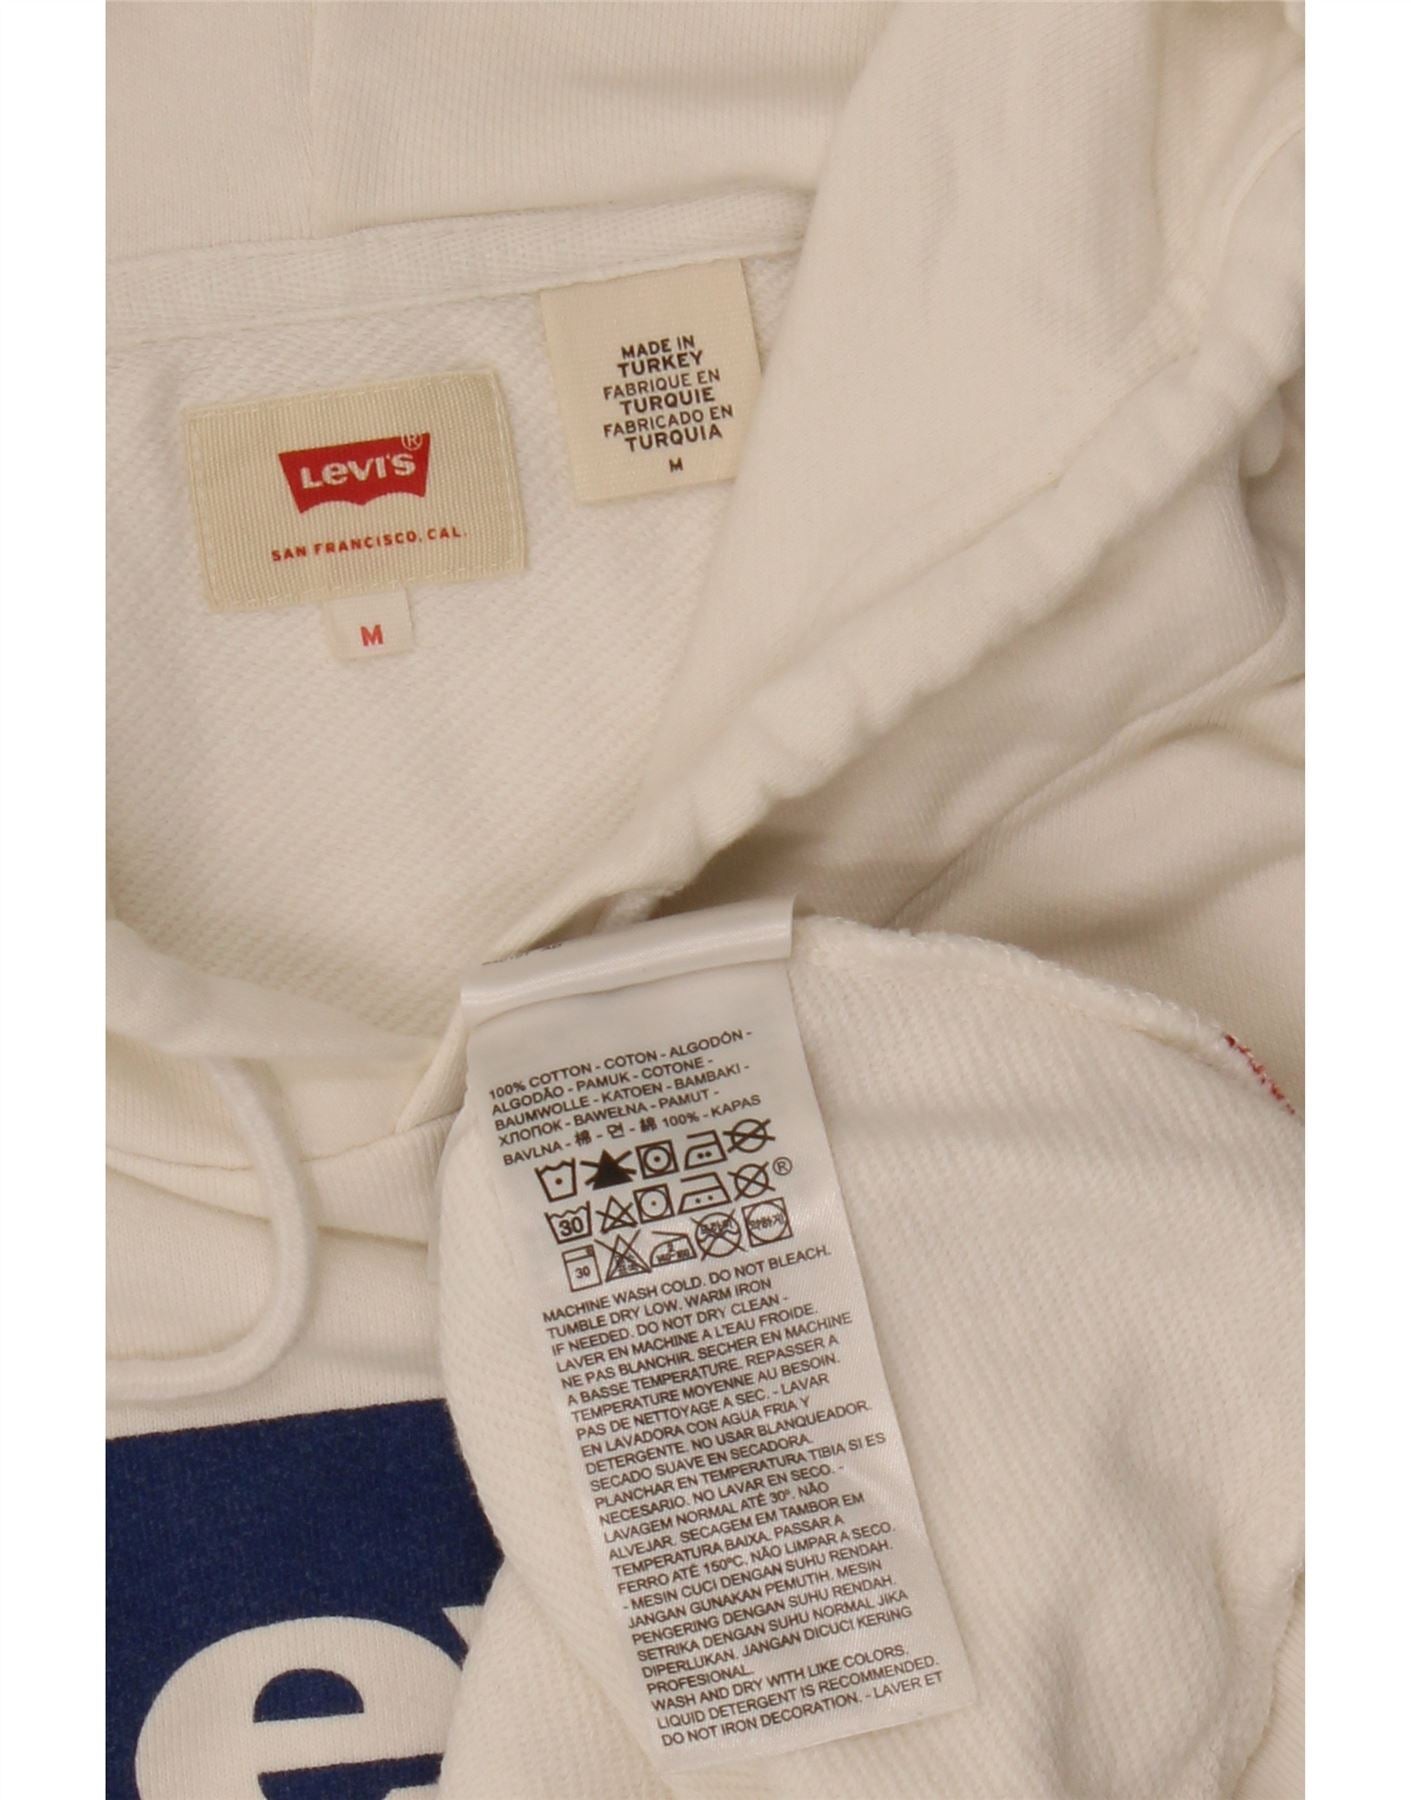 MADE IN
TURKEY
FABRIQUE EN
TURQUIE
FABRICADO EN
TURQUIA
M
LEVI'S®
SAN FRANCISCO, CAL.
M
100% COTTON - COTON - ALGODÓN -
ALGODÃO - PAMUK - COTONE -
BAUMWOLLE - KATOEN - BAMBAKI -
ХЛОПОК - BAWEŁNA - PAMUT -
BAVLNA - 棉 - 면 - 綿 100% - KAPAS
®
30
30
MACHINE WASH COLD. DO NOT BLEACH.
TUMBLE DRY LOW. WARM IRON
IF NEEDED. DO NOT DRY CLEAN -
LAVER EN MACHINE A L'EAU FROIDE.
NE PAS BLANCHIR. SECHER EN MACHINE
A BASSE TEMPERATURE. REPASSER A
TEMPERATURE MOYENNE AU BESOIN.
PAS DE NETTOYAGE A SEC. - LAVAR
EN LAVADORA CON AGUA FRIA Y
DETERGENTE. NO USAR BLANQUEADOR.
SECADO SUAVE EN SECADORA.
PLANCHAR EN TEMPERATURA TIBIA SI ES
NECESARIO. NO LAVAR EN SECO. -
LAVAGEM NORMAL ATÉ 30º. NÃO
ALVEJAR. SECAGEM EM TAMBOR EM
TEMPERATURA BAIXA. PASSAR A
FERRO ATÉ 150ºC. NÃO LIMPAR A SECO.
- MESIN CUCI DENGAN SUHU RENDAH.
JANGAN GUNAKAN PEMUTIH. MESIN
PENGERING DENGAN SUHU RENDAH.
SETRIKA DENGAN SUHU NORMAL JIKA
DIPERLUKAN. JANGAN DICUCI KERING
PROFESIONAL.
WASH AND DRY WITH LIKE COLORS.
LIQUID DETERGENT IS RECOMMENDED.
DO NOT IRON DECORATION. - LAVER ET
e